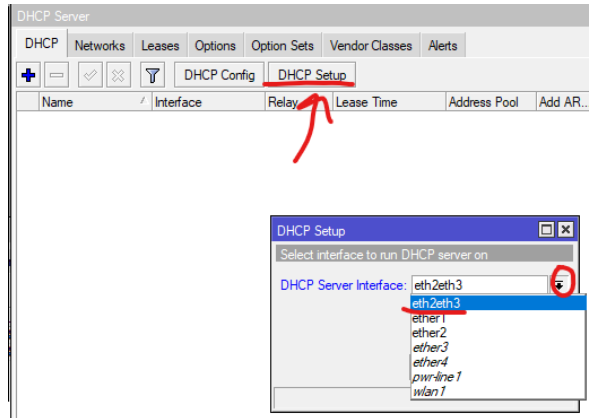 DHCP Server
DHCP Networks Leases Options Option Sets Vendor Classes Alerts
DHCP Config DHCP Setup
Name Interface Relay Lease Time Address Pool Add AR...
DHCP Setup
Select interface to run DHCP server on
DHCP Server Interface: eth2eth3
eth2eth3
ether1
ether2
ether3
ether4
pwr-line1
wlan1